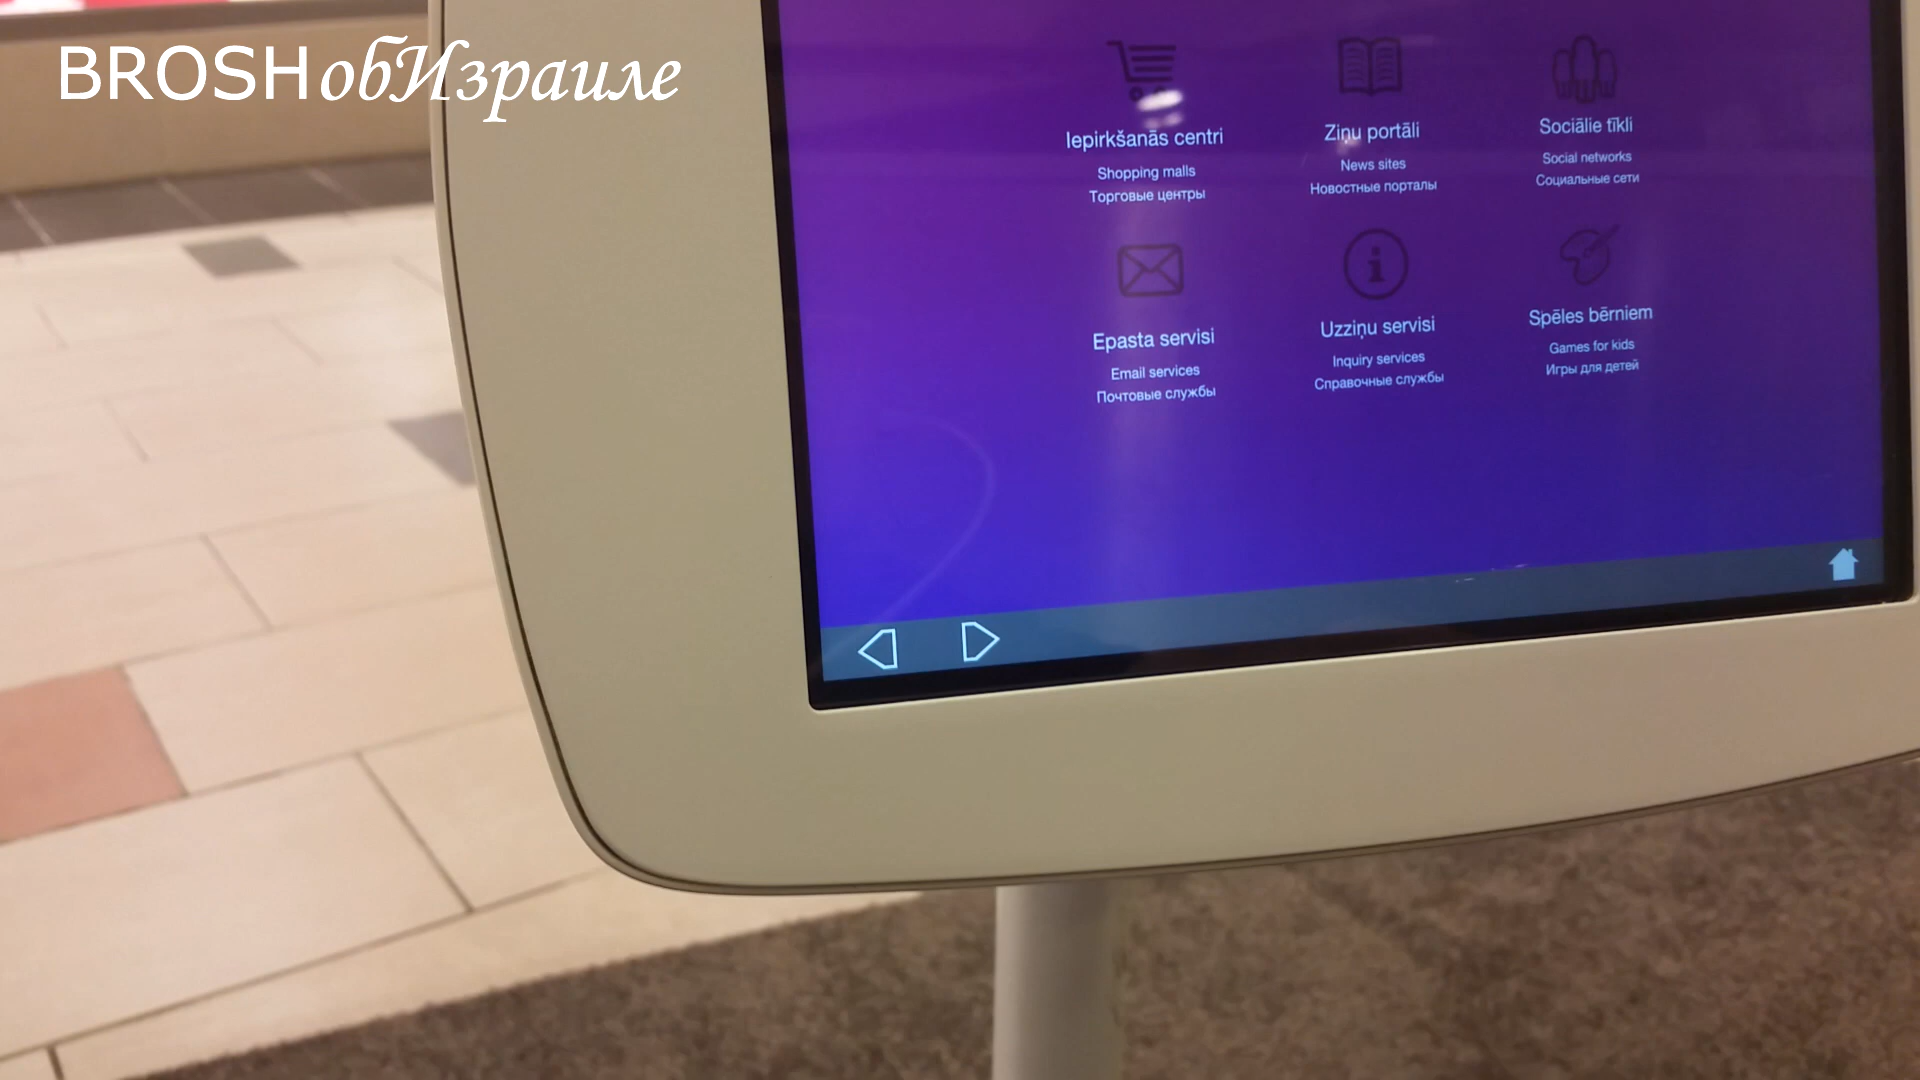 BROSH обИзраиле
Iepirkšanās centri
Shopping malls
Торговые центры
Ziņu portāli
News sites
Новостные порталы
Sociālie tīkli
Social networks
Социальные сети
Epasta servisi
Email services
Почтовые службы
Uzziņu servisi
Inquiry services
Справочные службы
Spēles bērniem
Games for kids
Игры для детей